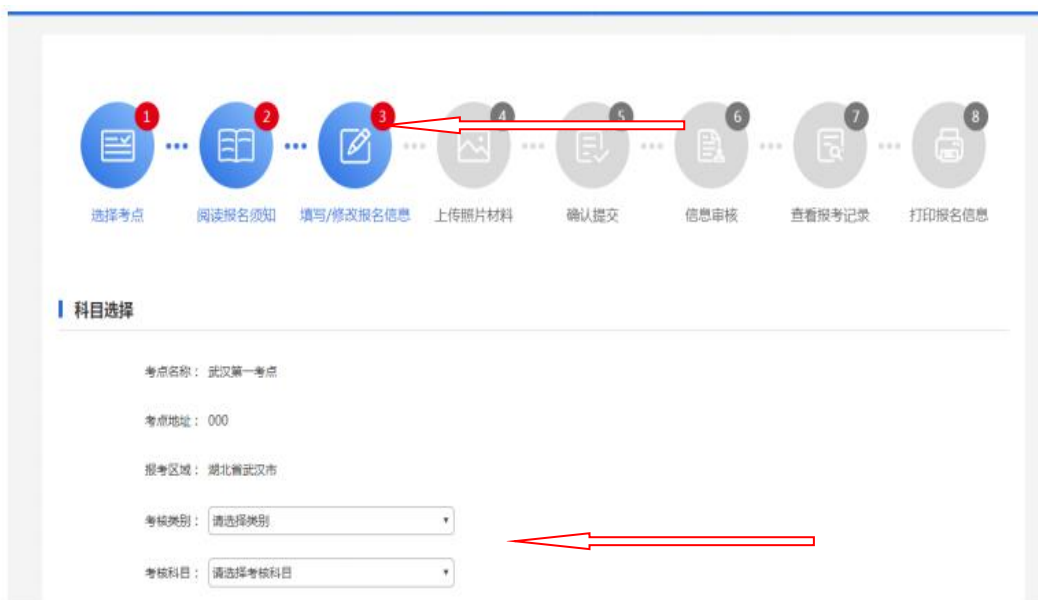 1 2 3 4 5 6 7 8
选择考点 阅读报名须知 填写/修改报名信息 上传照片材料 确认提交 信息审核 查看报考记录 打印报名信息
科目选择
考点名称： 武汉第一考点
考点地址： 000
报考区域： 湖北省武汉市
考核类别： 请选择类别
考核科目： 请选择考核科目